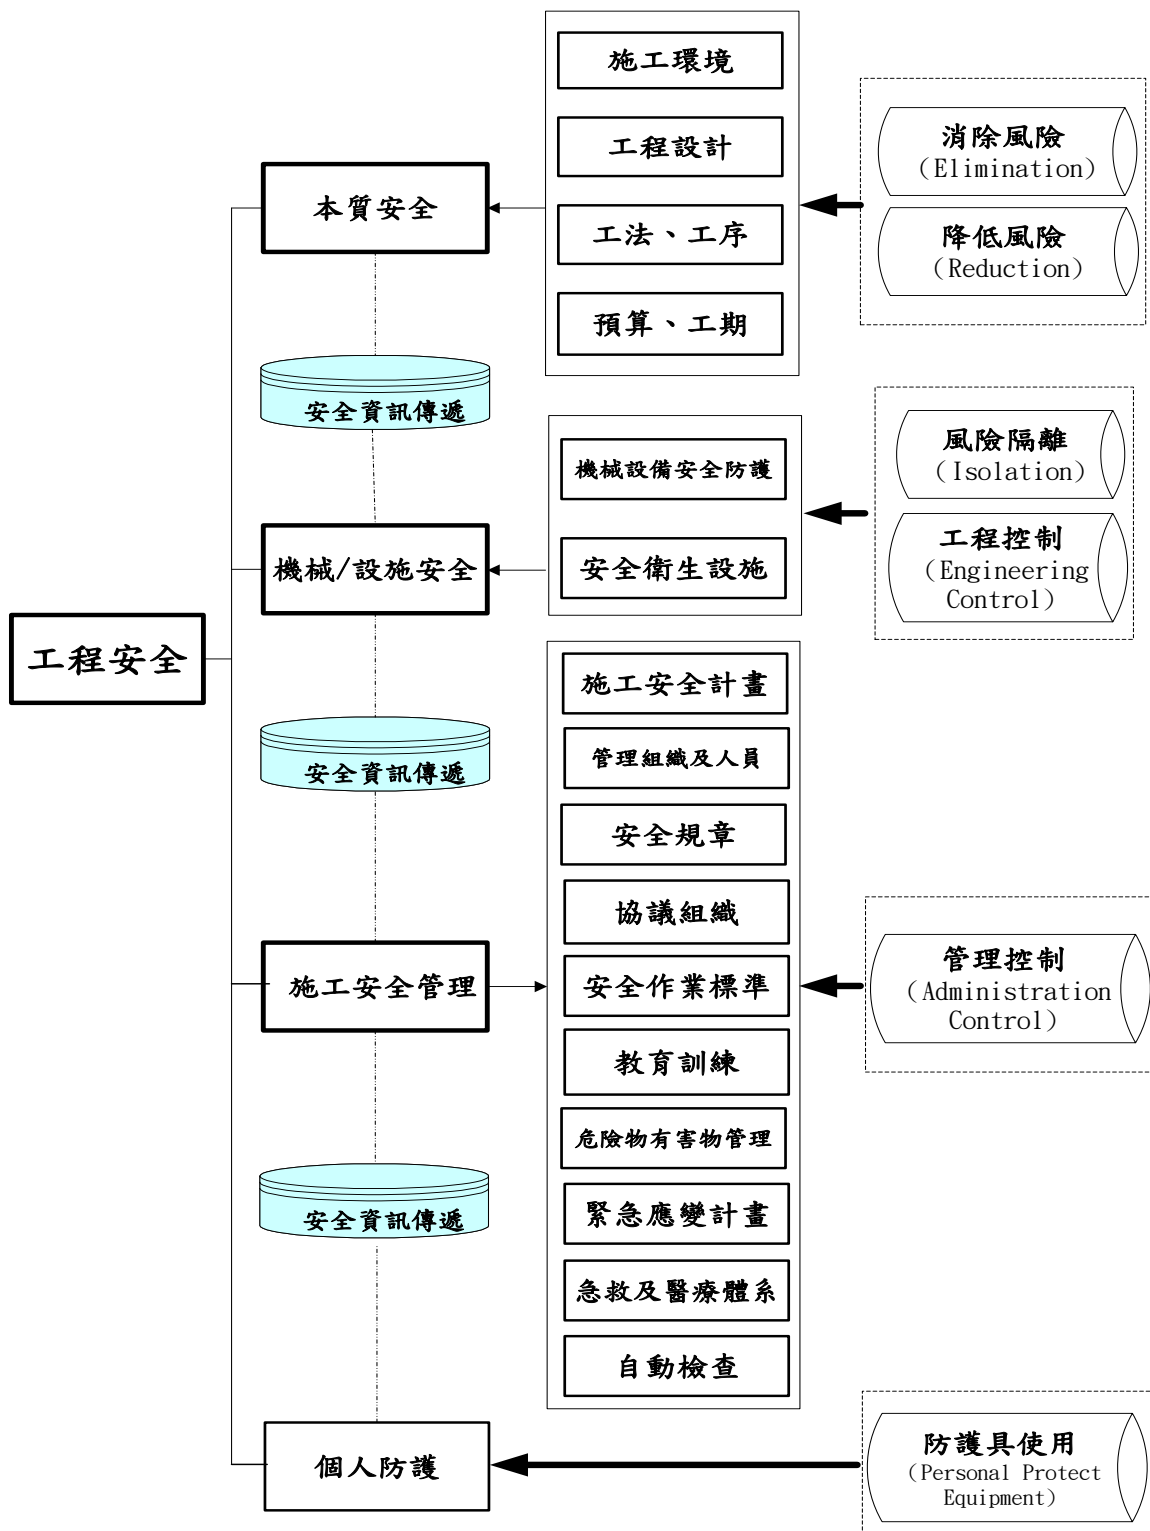 施工環境
工程設計
工法、工序
預算、工期
消除風險
（Elimination）
降低風險
（Reduction）
本質安全
安全資訊傳遞
機械設備安全防護
安全衛生設施
風險隔離
（Isolation）
工程控制
（Engineering
Control）
機械/設施安全
工程安全
安全資訊傳遞
施工安全計畫
管理組織及人員
安全規章
協議組織
安全作業標準
教育訓練
危險物有害物管理
緊急應變計畫
急救及醫療體系
自動檢查
施工安全管理
管理控制
（Administration
Control）
安全資訊傳遞
個人防護
防護具使用
（Personal Protect
Equipment）